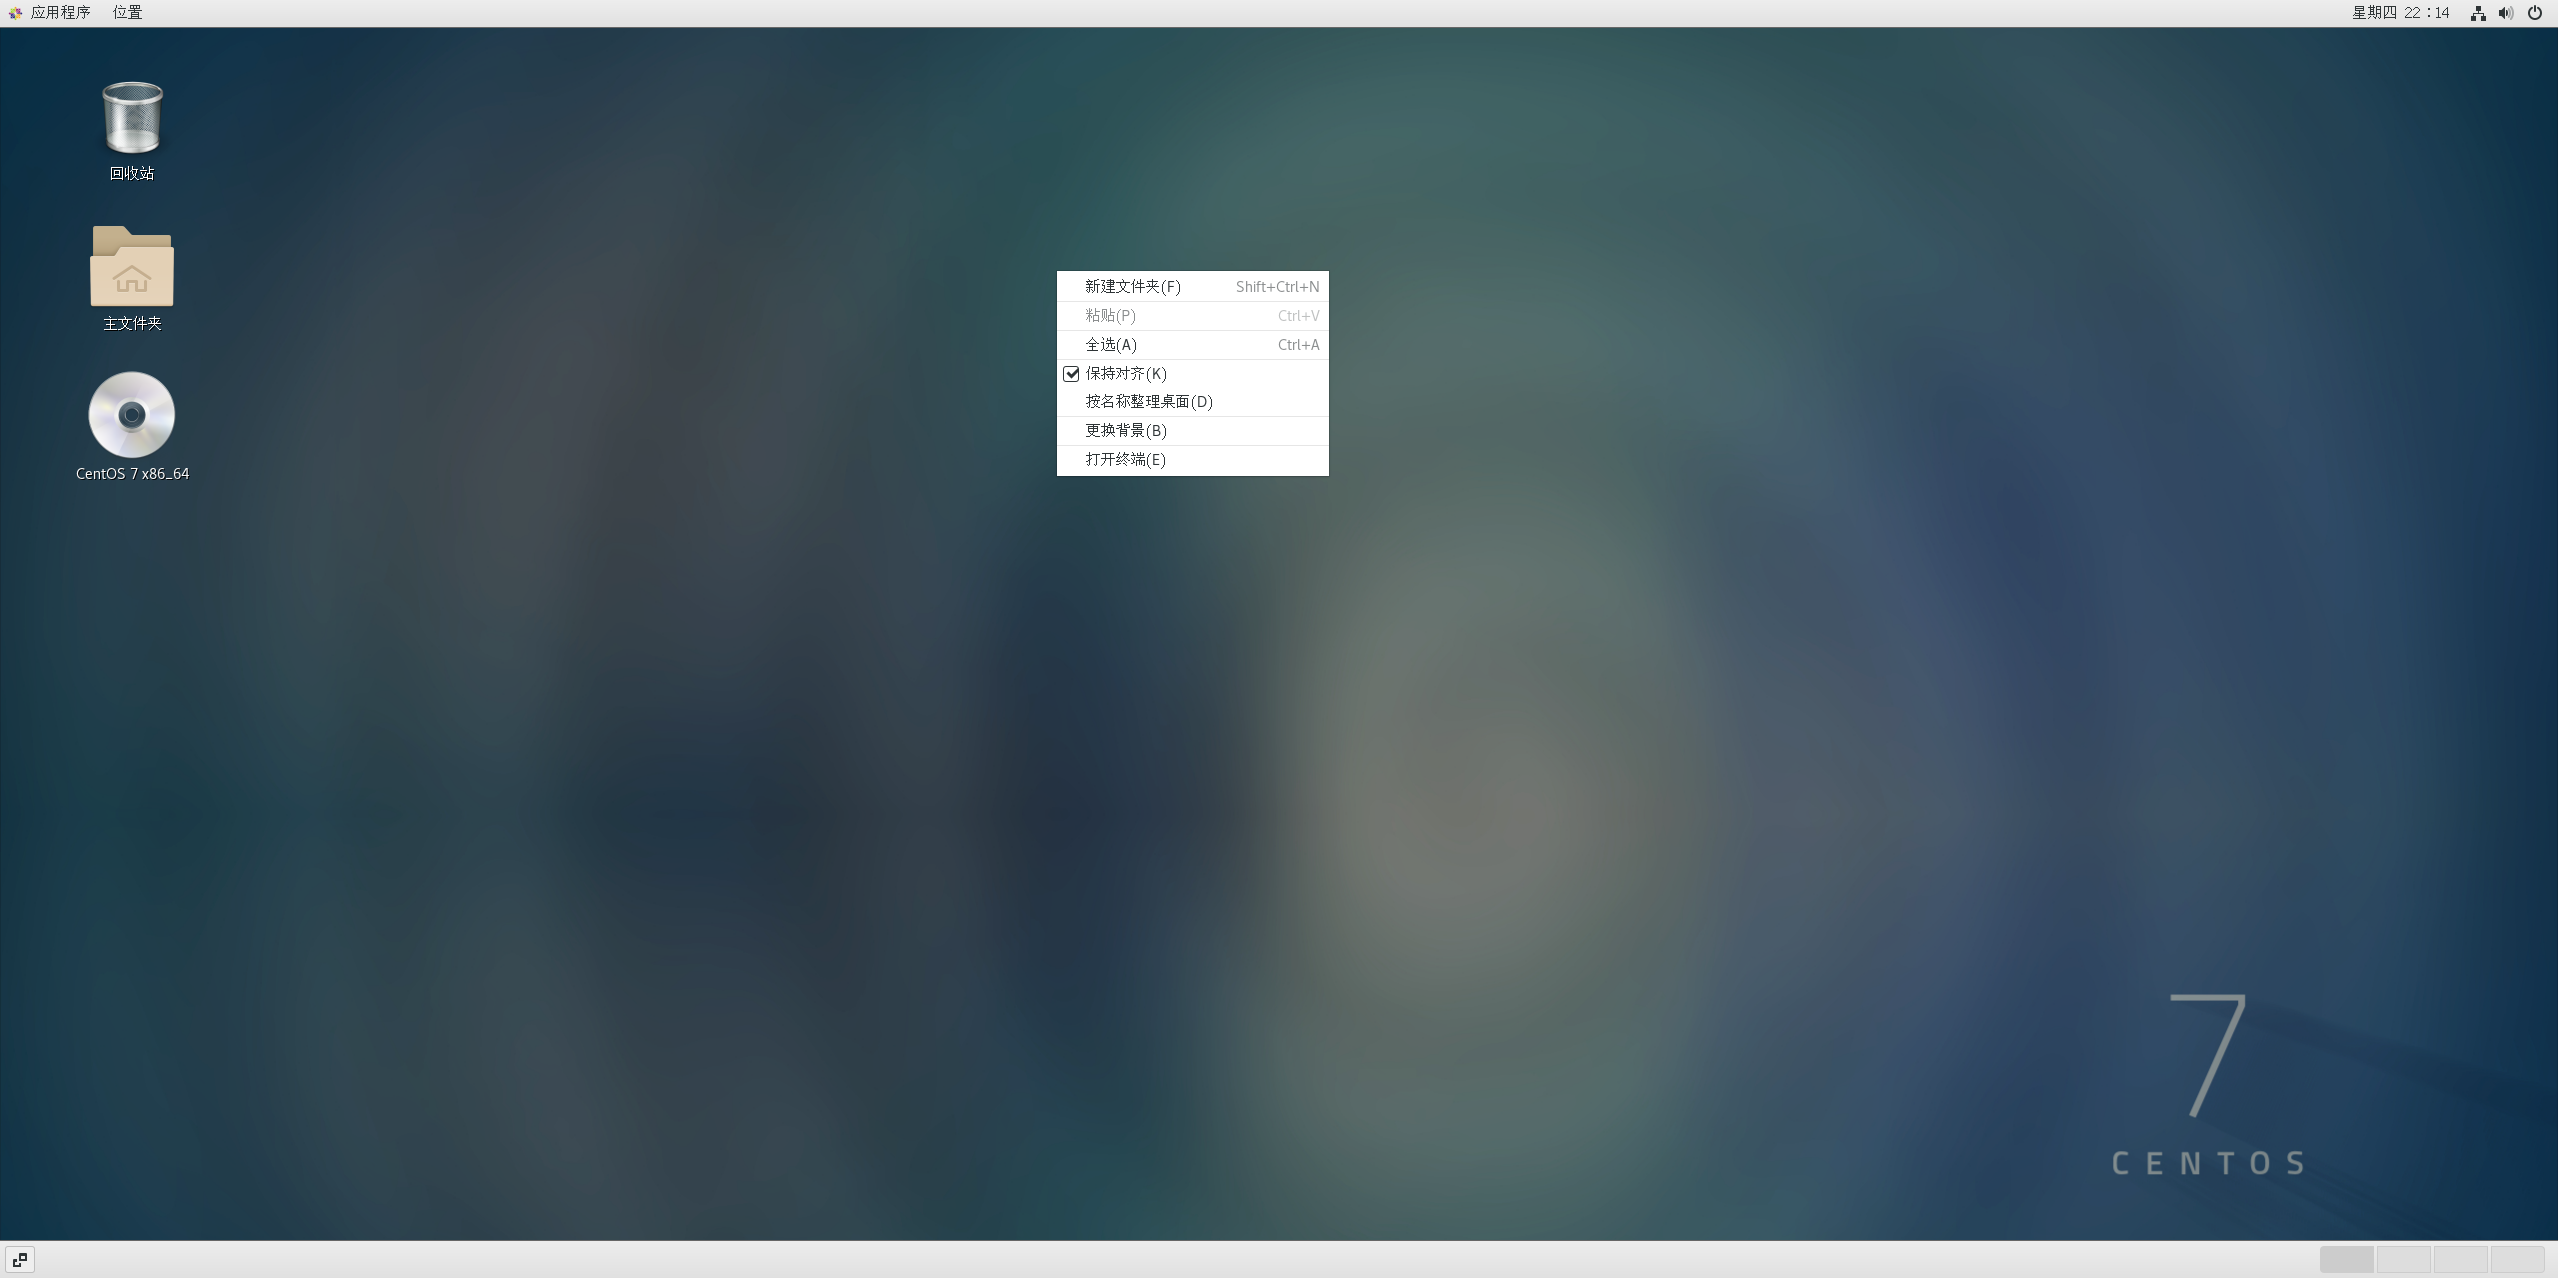 应用程序 位置 星期四 22：14
回收站
主文件夹
CentOS 7 x86_64
新建文件夹(F) Shift+Ctrl+N
粘贴(P) Ctrl+V
全选(A) Ctrl+A
保持对齐(K)
按名称整理桌面(D)
更换背景(B)
打开终端(E)
7
CENTOS